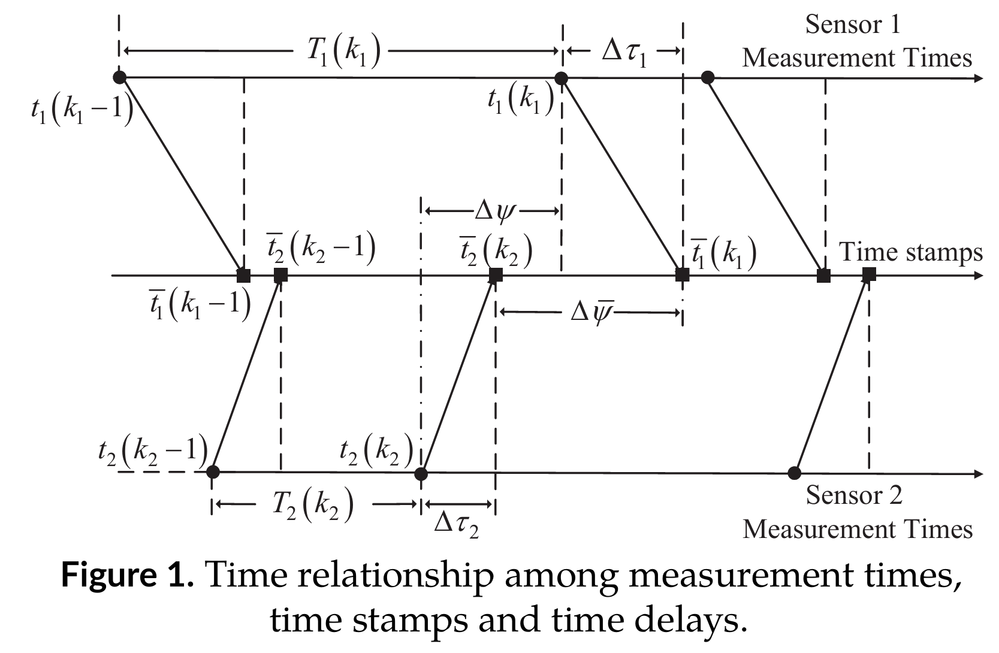 Sensor 1
Measurement Times
T₁(k₁)
Δτ₁
t₁(k₁ − 1)
t₁(k₁)
Δψ
t̄₂(k₂ − 1)
t̄₂(k₂)
t̄₁(k₁)
Time stamps
t̄₁(k₁ − 1)
Δψ̄
t₂(k₂ − 1)
t₂(k₂)
T₂(k₂)
Δτ₂
Sensor 2
Measurement Times
Figure 1. Time relationship among measurement times,
time stamps and time delays.